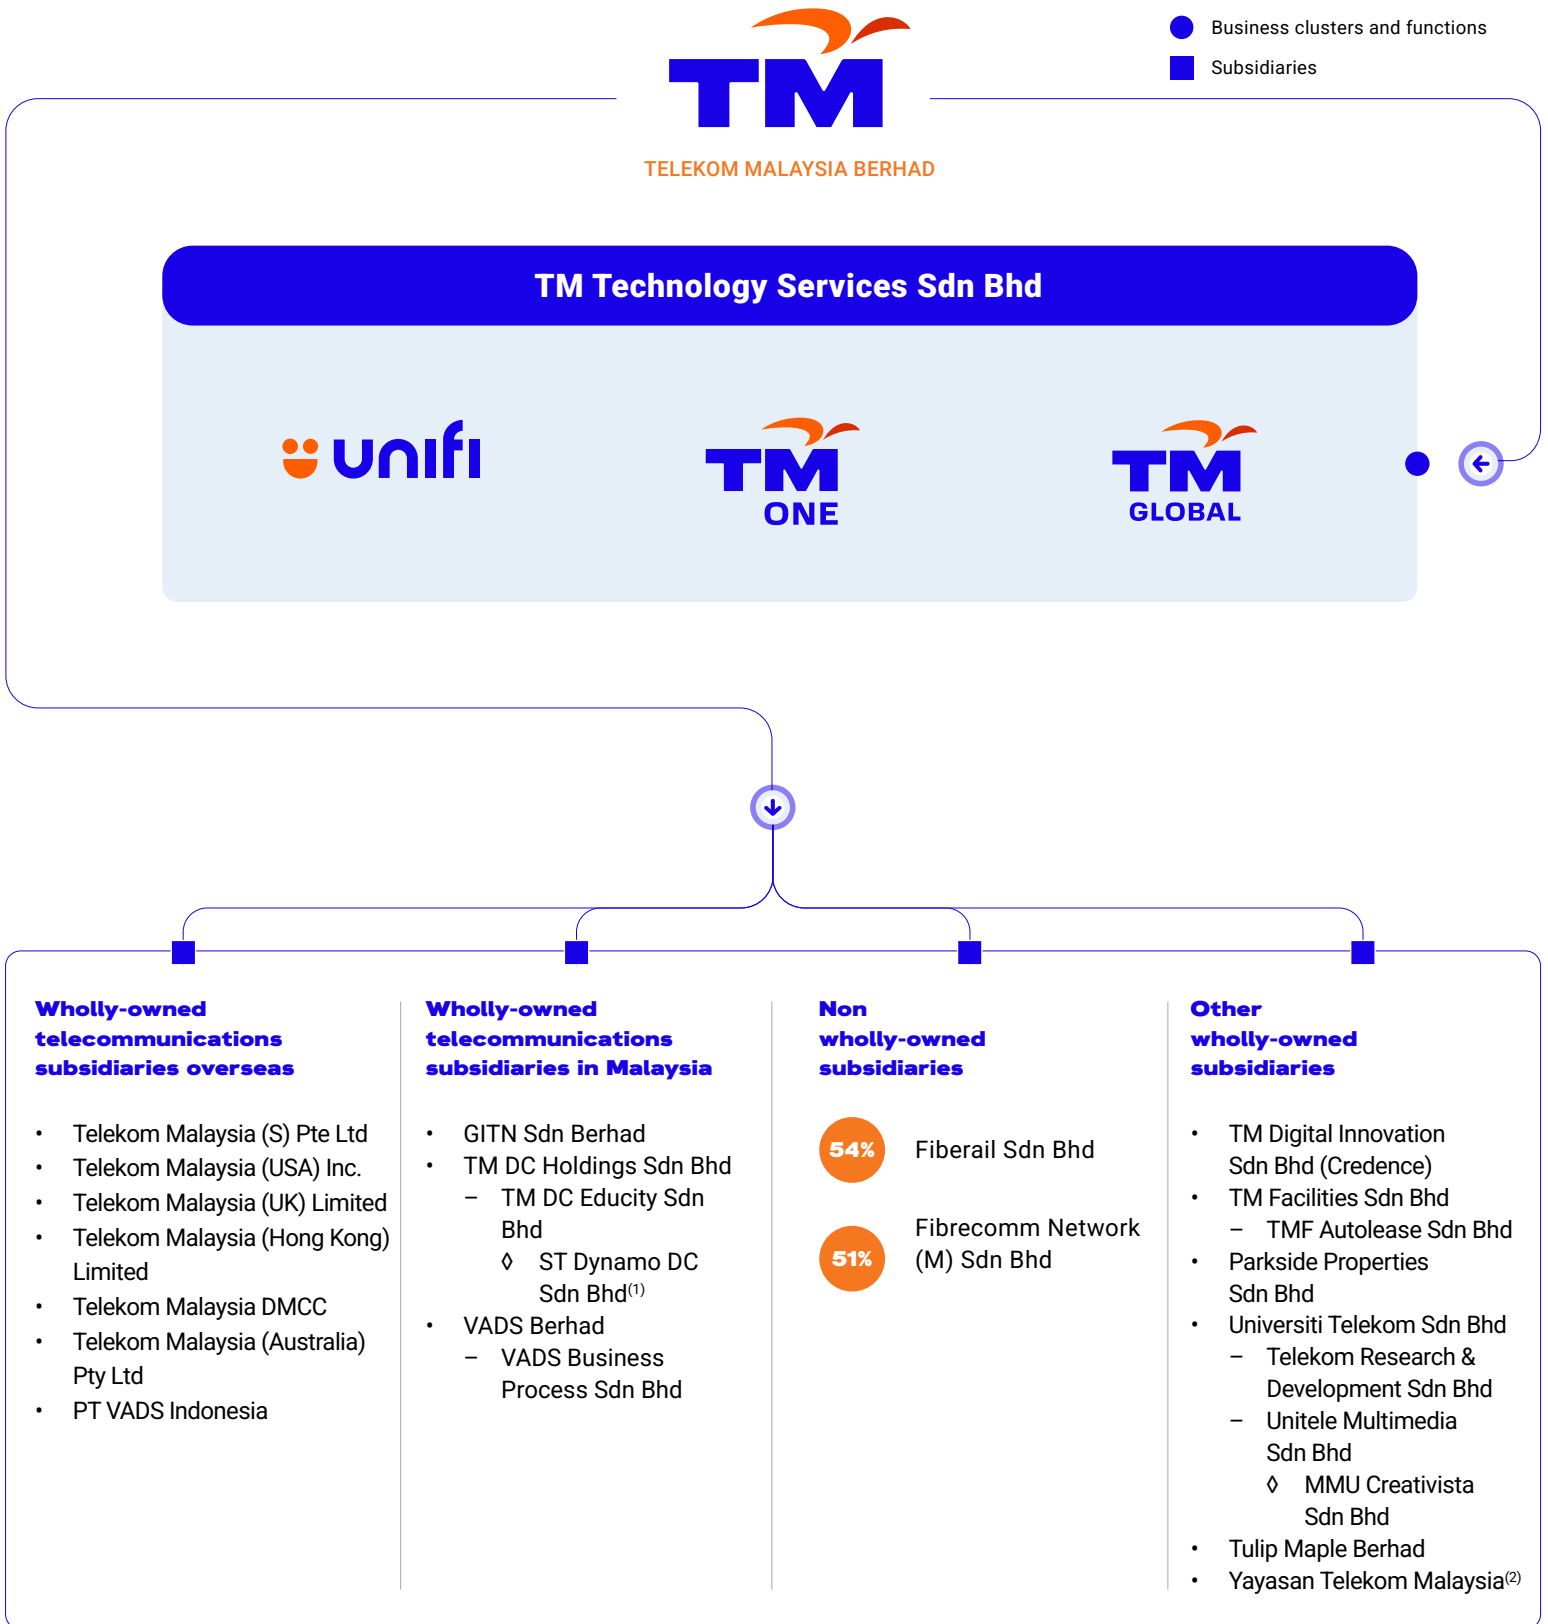 TM
Business clusters and functions
Subsidiaries
TELEKOM MALAYSIA BERHAD
TM Technology Services Sdn Bhd
unifi
TM
ONE
TM
GLOBAL
Wholly-owned
telecommunications
subsidiaries overseas
• Telekom Malaysia (S) Pte Ltd
• Telekom Malaysia (USA) Inc.
• Telekom Malaysia (UK) Limited
• Telekom Malaysia (Hong Kong)
Limited
• Telekom Malaysia DMCC
• Telekom Malaysia (Australia)
Pty Ltd
• PT VADS Indonesia
Wholly-owned
telecommunications
subsidiaries in Malaysia
• GITN Sdn Berhad
• TM DC Holdings Sdn Bhd
– TM DC Educity Sdn
Bhd
◊ ST Dynamo DC
Sdn Bhd(1)
• VADS Berhad
– VADS Business
Process Sdn Bhd
Non
wholly-owned
subsidiaries
54% Fiberail Sdn Bhd
Fibrecomm Network
51% (M) Sdn Bhd
Other
wholly-owned
subsidiaries
• TM Digital Innovation
Sdn Bhd (Credence)
• TM Facilities Sdn Bhd
– TMF Autolease Sdn Bhd
• Parkside Properties
Sdn Bhd
• Universiti Telekom Sdn Bhd
– Telekom Research &
Development Sdn Bhd
– Unitele Multimedia
Sdn Bhd
◊ MMU Creativista
Sdn Bhd
• Tulip Maple Berhad
• Yayasan Telekom Malaysia(2)